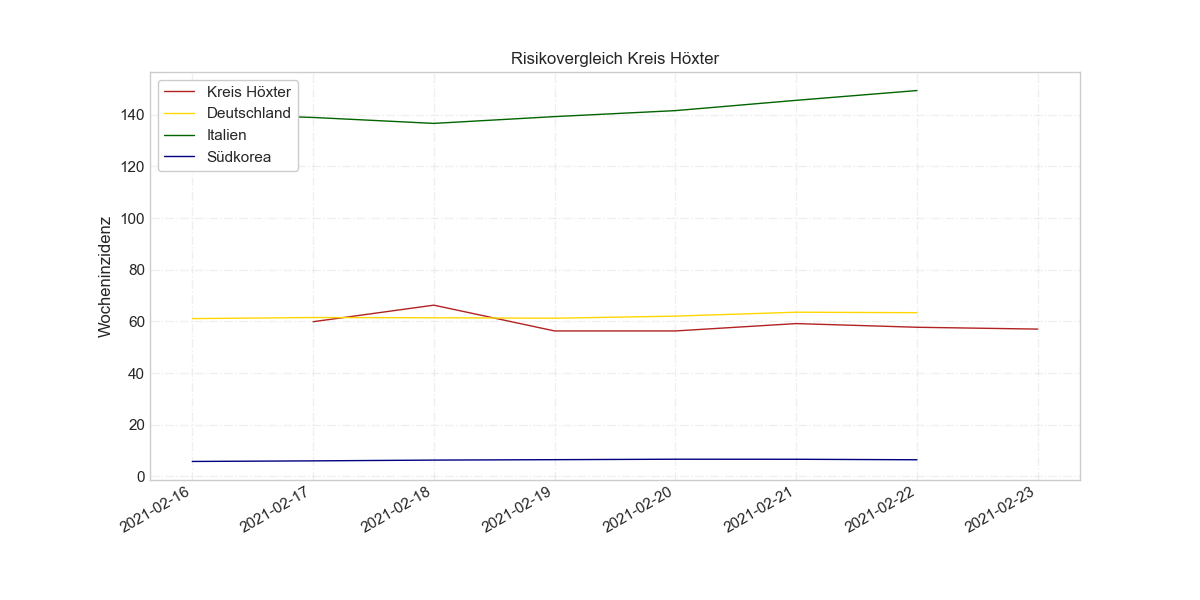 Risikovergleich Kreis Höxter
Kreis Höxter
Deutschland
Italien
Südkorea
Wocheninzidenz
140
120
100
80
60
40
20
0
2021-02-16
2021-02-17
2021-02-18
2021-02-19
2021-02-20
2021-02-21
2021-02-22
2021-02-23